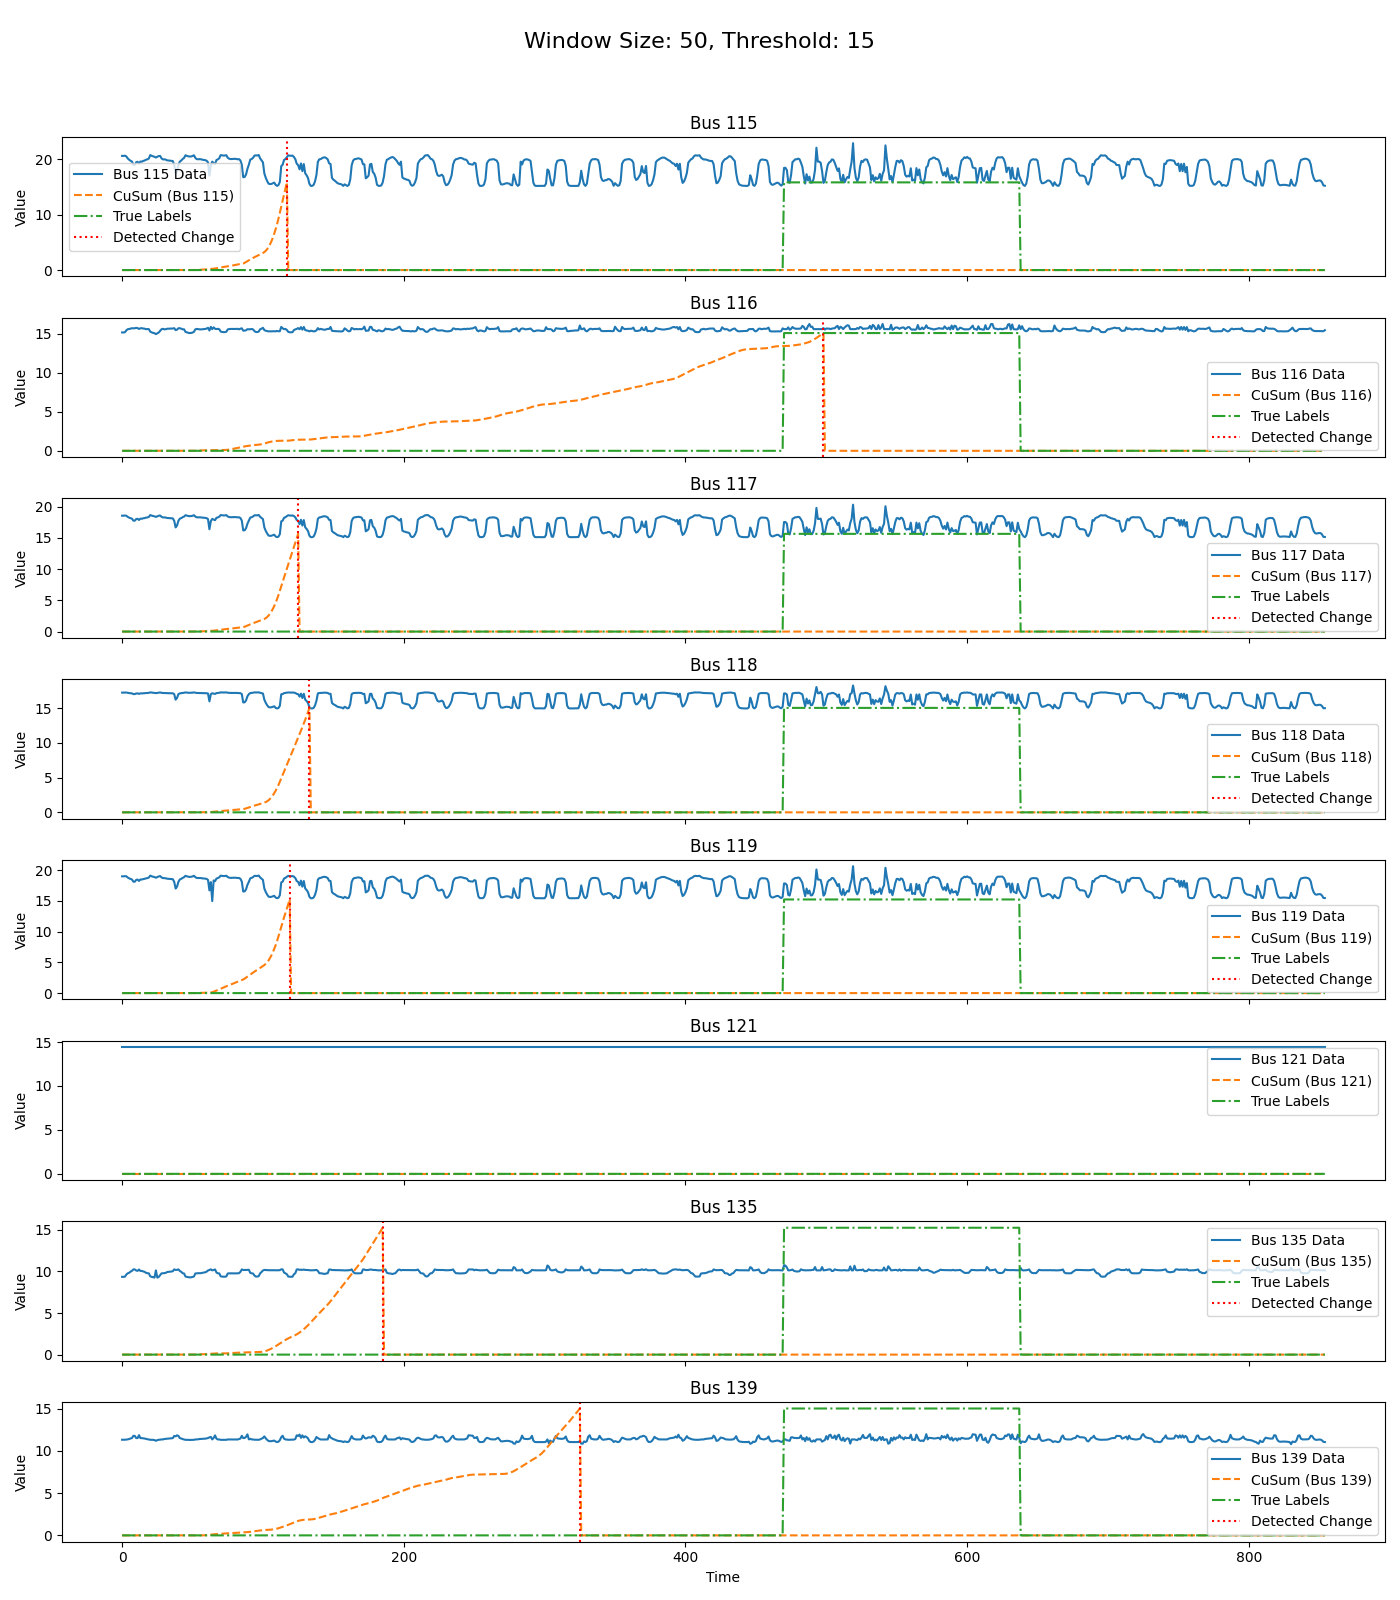 Window Size: 50, Threshold: 15
Bus 115
Value
20
10
0
Bus 115 Data
CuSum (Bus 115)
True Labels
Detected Change
Bus 116
Value
15
10
5
0
Bus 116 Data
CuSum (Bus 116)
True Labels
Detected Change
Bus 117
Value
20
15
10
5
0
Bus 117 Data
CuSum (Bus 117)
True Labels
Detected Change
Bus 118
Value
15
10
5
0
Bus 118 Data
CuSum (Bus 118)
True Labels
Detected Change
Bus 119
Value
20
15
10
5
0
Bus 119 Data
CuSum (Bus 119)
True Labels
Detected Change
Bus 121
Value
15
10
5
0
Bus 121 Data
CuSum (Bus 121)
True Labels
Bus 135
Value
15
10
5
0
Bus 135 Data
CuSum (Bus 135)
True Labels
Detected Change
Bus 139
Value
15
10
5
0
Bus 139 Data
CuSum (Bus 139)
True Labels
Detected Change
0 200 400 600 800
Time